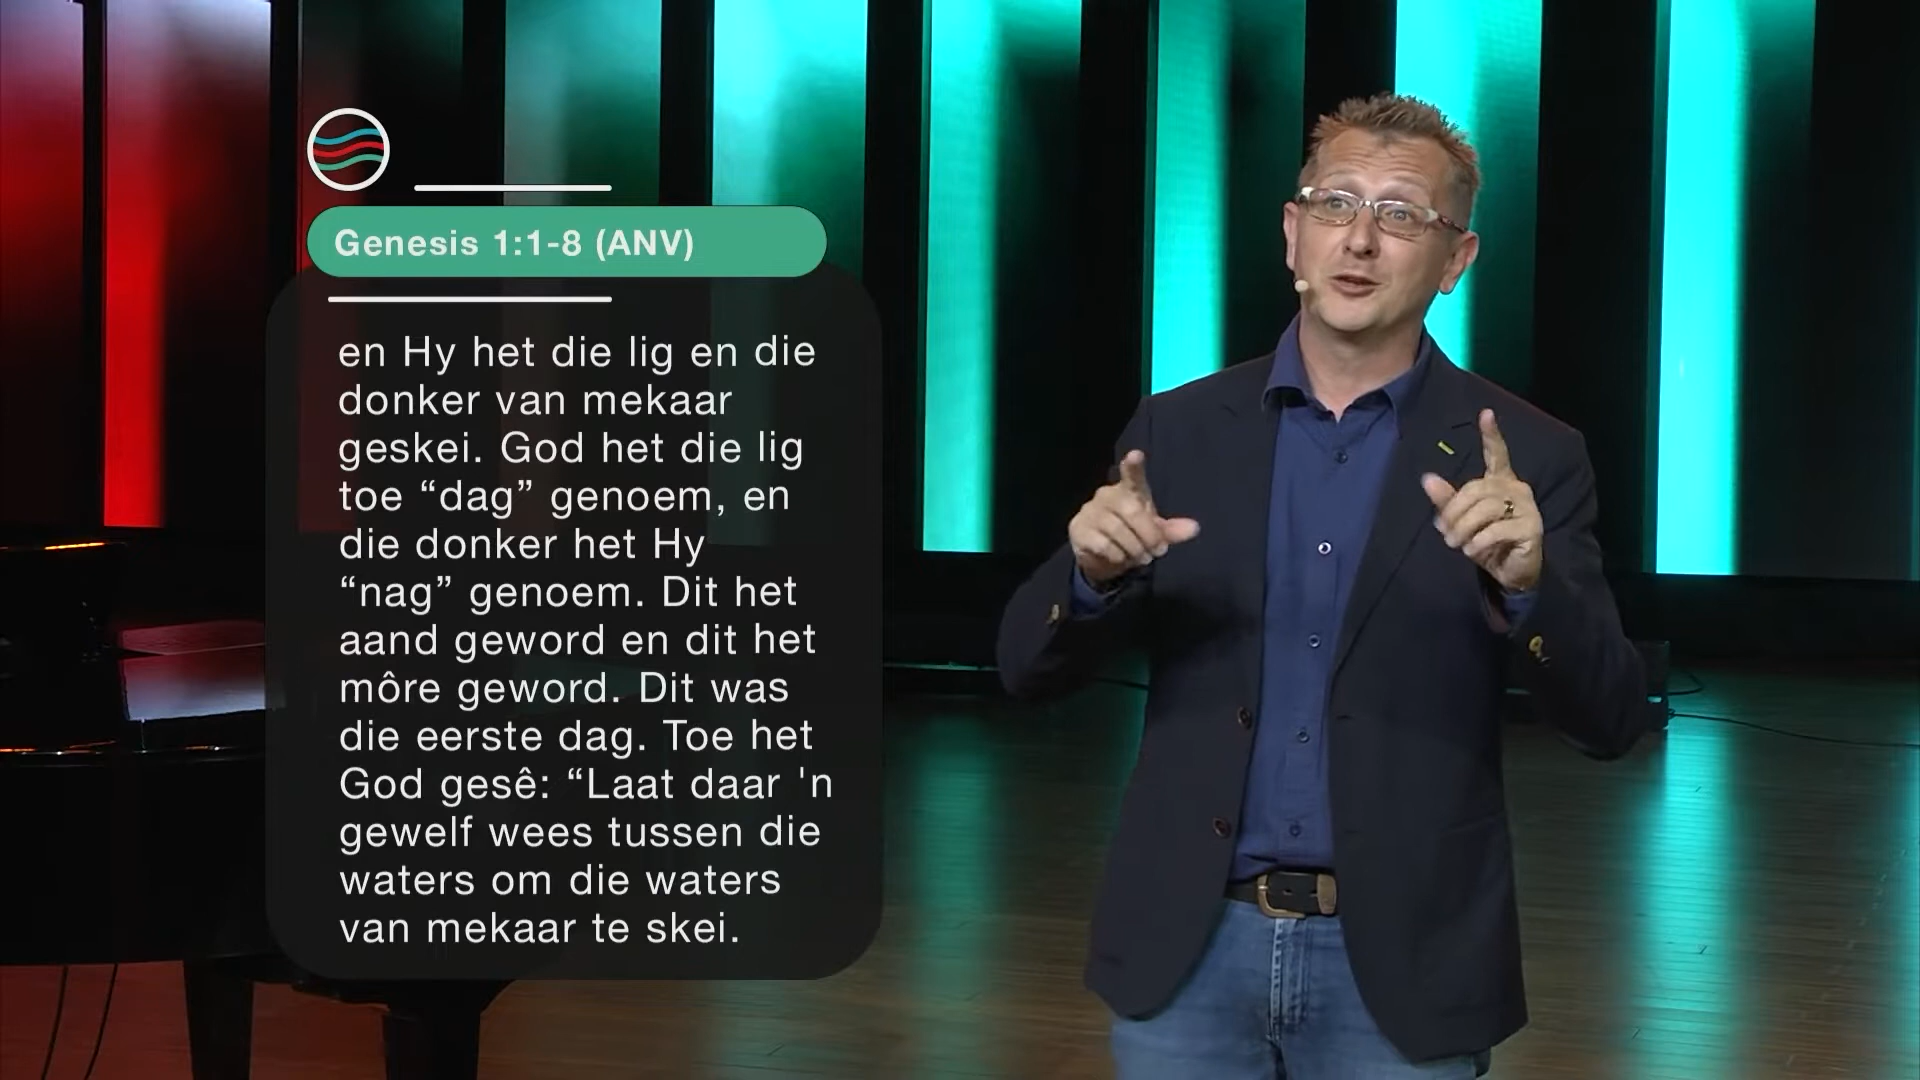 Genesis 1:1-8 (ANV)
en Hy het die lig en die
donker van mekaar
geskei. God het die lig
toe “dag” genoem, en
die donker het Hy
“nag” genoem. Dit het
aand geword en dit het
môre geword. Dit was
die eerste dag. Toe het
God gesê: “Laat daar 'n
gewelf wees tussen die
waters om die waters
van mekaar te skei.